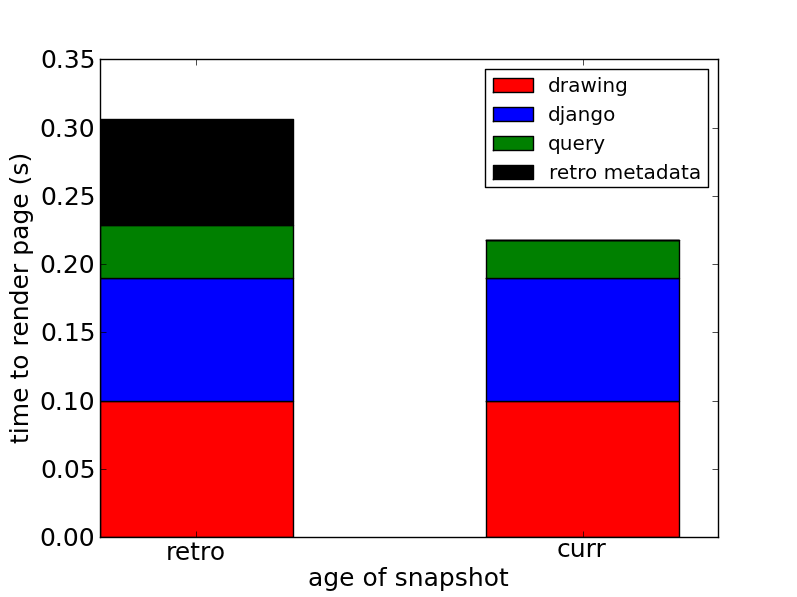 0.35
0.30
0.25
0.20
0.15
0.10
0.05
0.00
time to render page (s)
drawing
django
query
retro metadata
retro
curr
age of snapshot